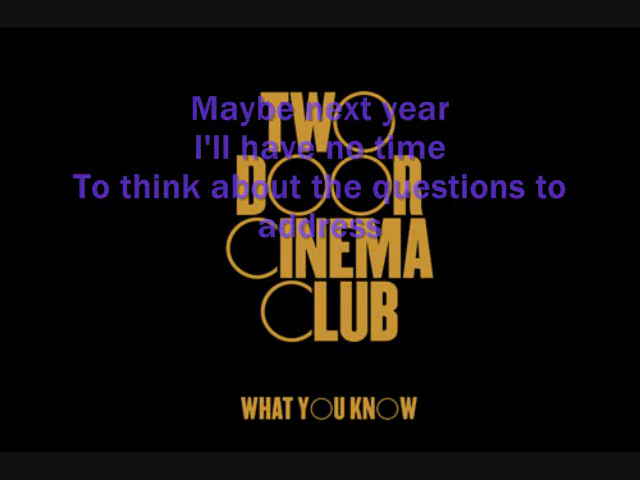 Maybe next year
I'll have no time
To think about the questions to
address
TWO
DOOR
CINEMA
CLUB
WHAT YOU KNOW